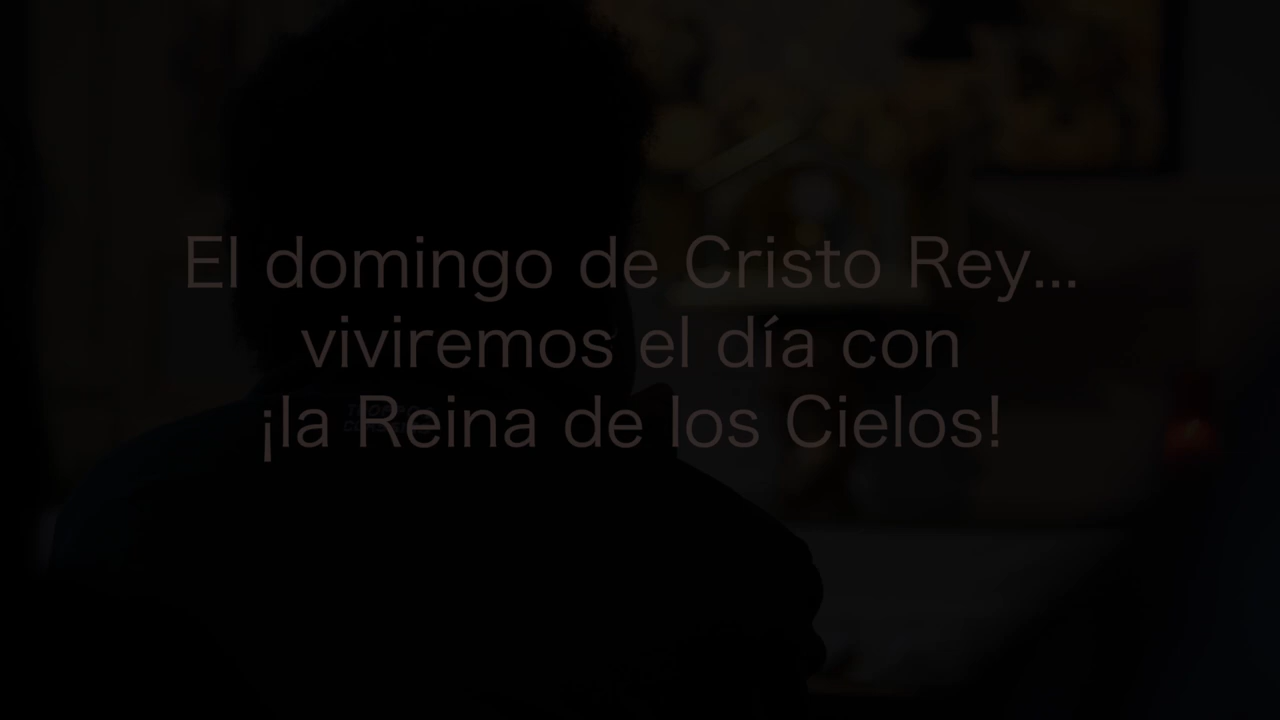 El domingo de Cristo Rey...
viviremos el día con
¡la Reina de los Cielos!